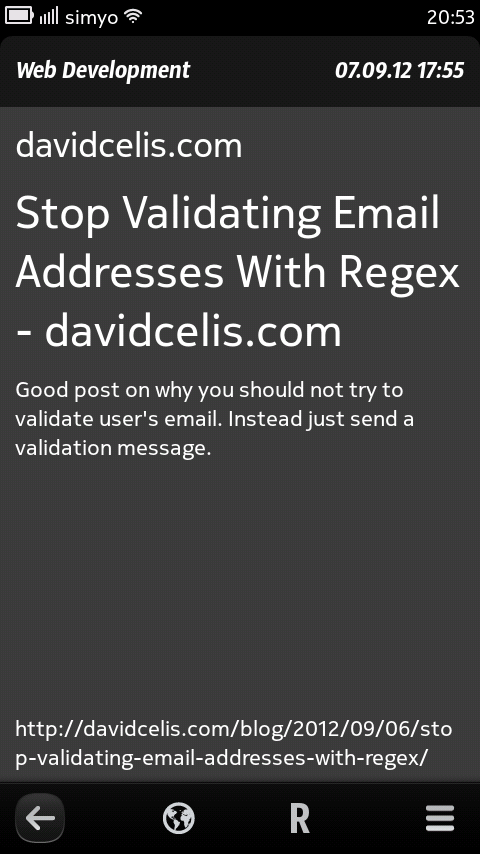 simyo 20:53
Web Development 07.09.12 17:55
davidcelis.com
Stop Validating Email
Addresses With Regex
- davidcelis.com
Good post on why you should not try to
validate user's email. Instead just send a
validation message.
http://davidcelis.com/blog/2012/09/06/sto
p-validating-email-addresses-with-regex/
R